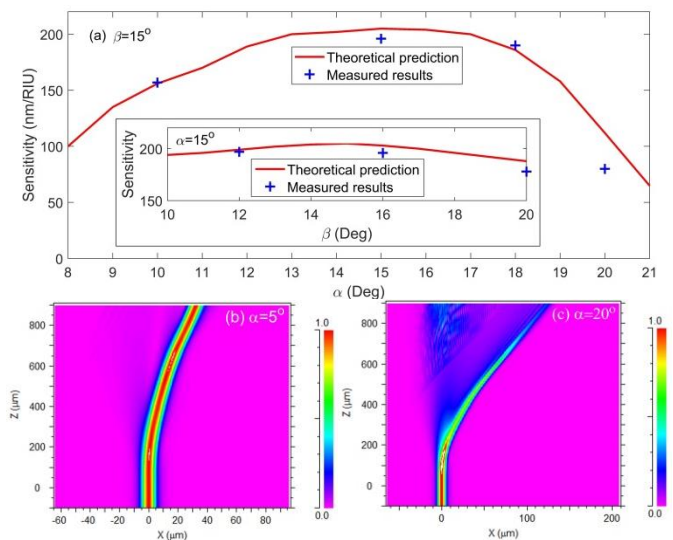 (a) β=15°
Sensitivity (nm/RIU)
200
150
100
50
0
Theoretical prediction
Measured results
α=15°
Sensitivity
200
150
Theoretical prediction
Measured results
10 12 14 16 18 20
β (Deg)
8 9 10 11 12 13 14 15 16 17 18 19 20 21
α (Deg)
(b) α=5°
Z (µm)
800
600
400
200
0
-60 -40 -20 0 20 40 60 80
X (µm)
1.0
0.0
(c) α=20°
Z (µm)
800
600
400
200
0
0 100 200
X (µm)
1.0
0.0